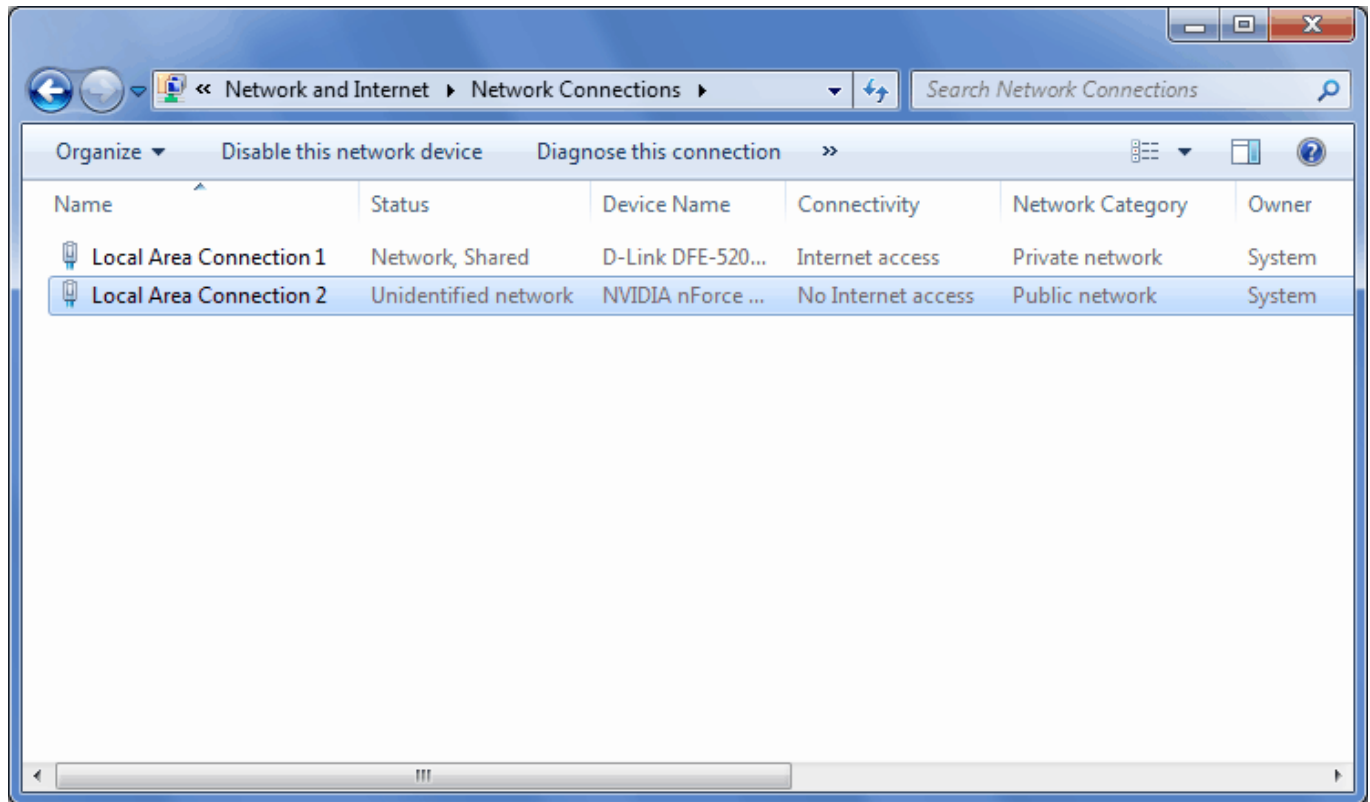 « Network and Internet ▸ Network Connections ▸ Search Network Connections
Organize Disable this network device Diagnose this connection »
Name Status Device Name Connectivity Network Category Owner
Local Area Connection 1 Network, Shared D-Link DFE-520... Internet access Private network System
Local Area Connection 2 Unidentified network NVIDIA nForce ... No Internet access Public network System